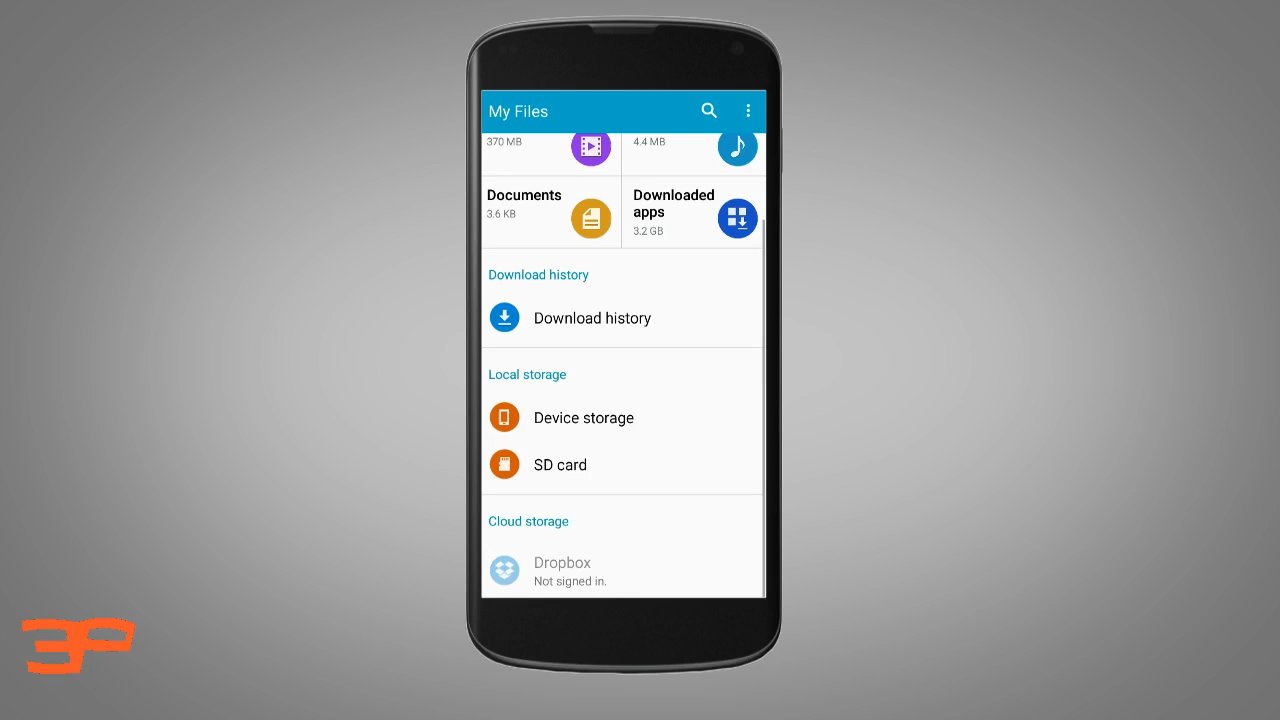 My Files
370 MB
4.4 MB
Documents
3.6 KB
Downloaded
apps
3.2 GB
Download history
Download history
Local storage
Device storage
SD card
Cloud storage
Dropbox
Not signed in.